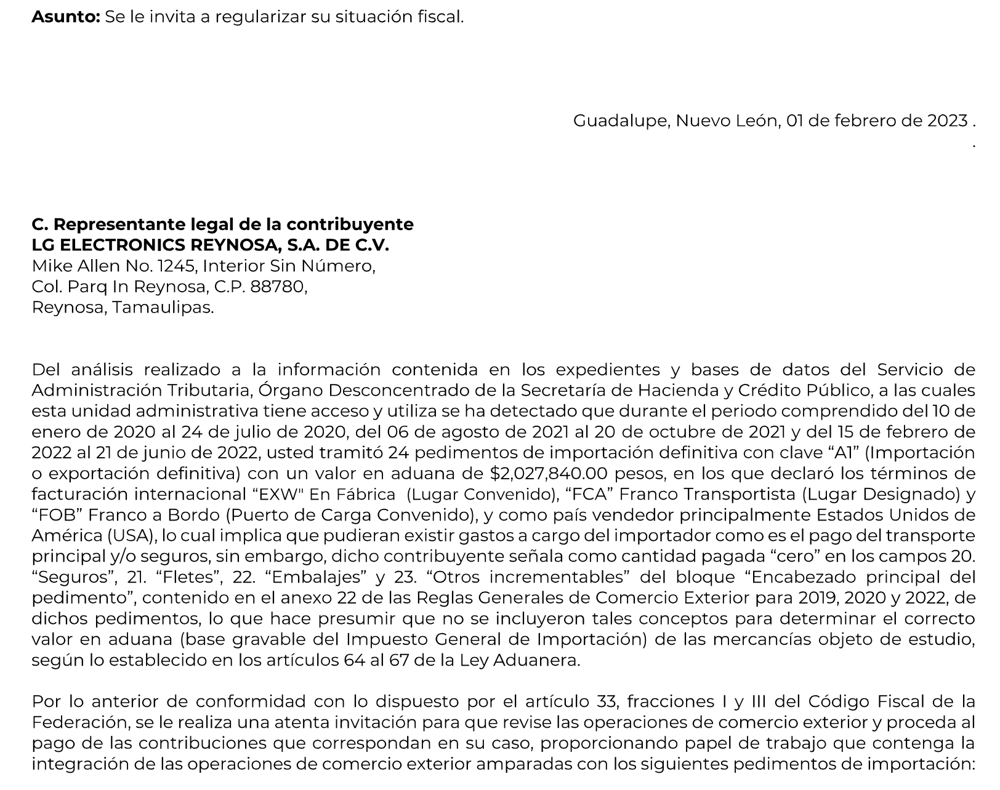 Asunto: Se le invita a regularizar su situación fiscal.
Guadalupe, Nuevo León, 01 de febrero de 2023 .
.
C. Representante legal de la contribuyente
LG ELECTRONICS REYNOSA, S.A. DE C.V.
Mike Allen No. 1245, Interior Sin Número,
Col. Parq In Reynosa, C.P. 88780,
Reynosa, Tamaulipas.
Del análisis realizado a la información contenida en los expedientes y bases de datos del Servicio de
Administración Tributaria, Órgano Desconcentrado de la Secretaría de Hacienda y Crédito Público, a las cuales
esta unidad administrativa tiene acceso y utiliza se ha detectado que durante el periodo comprendido del 10 de
enero de 2020 al 24 de julio de 2020, del 06 de agosto de 2021 al 20 de octubre de 2021 y del 15 de febrero de
2022 al 21 de junio de 2022, usted tramitó 24 pedimentos de importación definitiva con clave “A1” (Importación
o exportación definitiva) con un valor en aduana de $2,027,840.00 pesos, en los que declaró los términos de
facturación internacional “EXW" En Fábrica  (Lugar Convenido), “FCA” Franco Transportista (Lugar Designado) y
“FOB” Franco a Bordo (Puerto de Carga Convenido), y como país vendedor principalmente Estados Unidos de
América (USA), lo cual implica que pudieran existir gastos a cargo del importador como es el pago del transporte
principal y/o seguros, sin embargo, dicho contribuyente señala como cantidad pagada “cero” en los campos 20.
“Seguros”, 21. “Fletes”, 22. “Embalajes” y 23. “Otros incrementables” del bloque “Encabezado principal del
pedimento”, contenido en el anexo 22 de las Reglas Generales de Comercio Exterior para 2019, 2020 y 2022, de
dichos pedimentos, lo que hace presumir que no se incluyeron tales conceptos para determinar el correcto
valor en aduana (base gravable del Impuesto General de Importación) de las mercancías objeto de estudio,
según lo establecido en los artículos 64 al 67 de la Ley Aduanera.
Por lo anterior de conformidad con lo dispuesto por el artículo 33, fracciones I y III del Código Fiscal de la
Federación, se le realiza una atenta invitación para que revise las operaciones de comercio exterior y proceda al
pago de las contribuciones que correspondan en su caso, proporcionando papel de trabajo que contenga la
integración de las operaciones de comercio exterior amparadas con los siguientes pedimentos de importación: